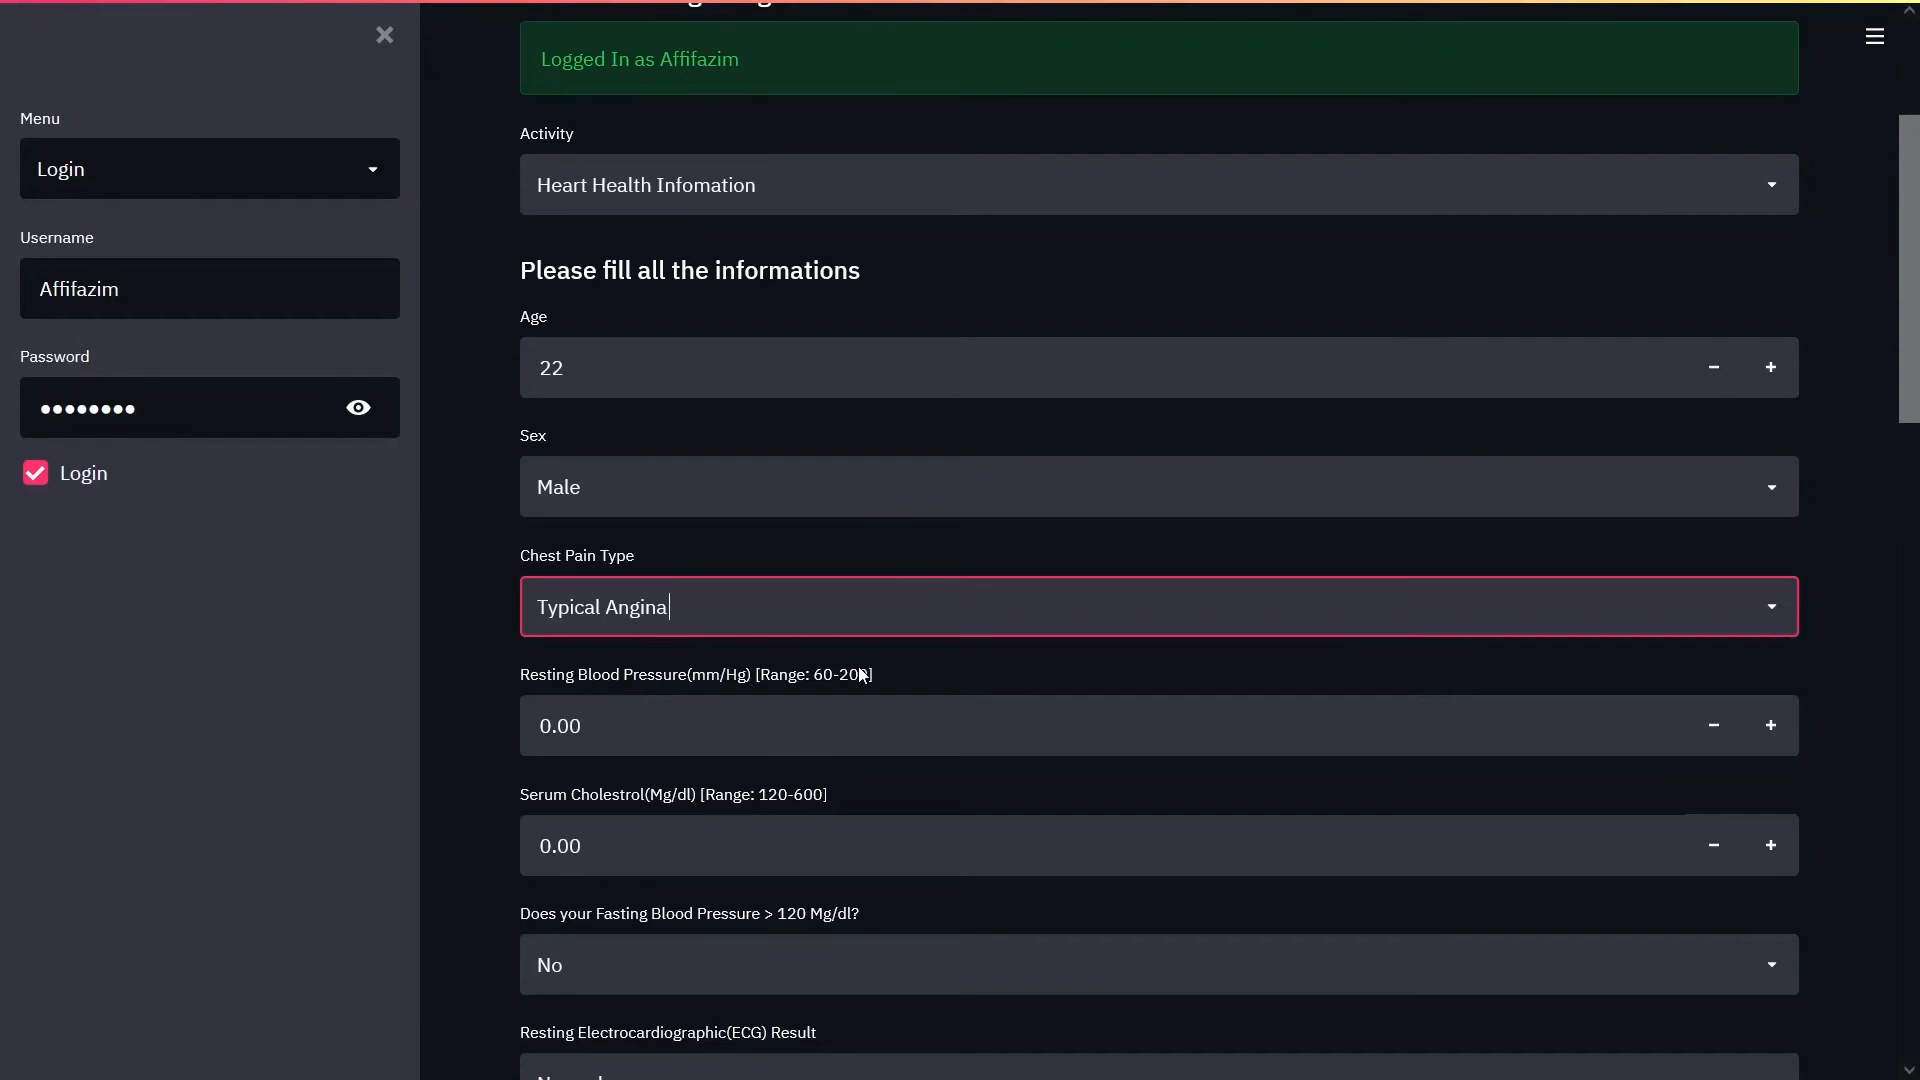 Menu
Login
Username
Affifazim
Password
Login
Logged In as Affifazim
Activity
Heart Health Infomation
Please fill all the informations
Age
22
Sex
Male
Chest Pain Type
Typical Angina
Resting Blood Pressure(mm/Hg) [Range: 60-200]
0.00
Serum Cholestrol(Mg/dl) [Range: 120-600]
0.00
Does your Fasting Blood Pressure > 120 Mg/dl?
No
Resting Electrocardiographic(ECG) Result